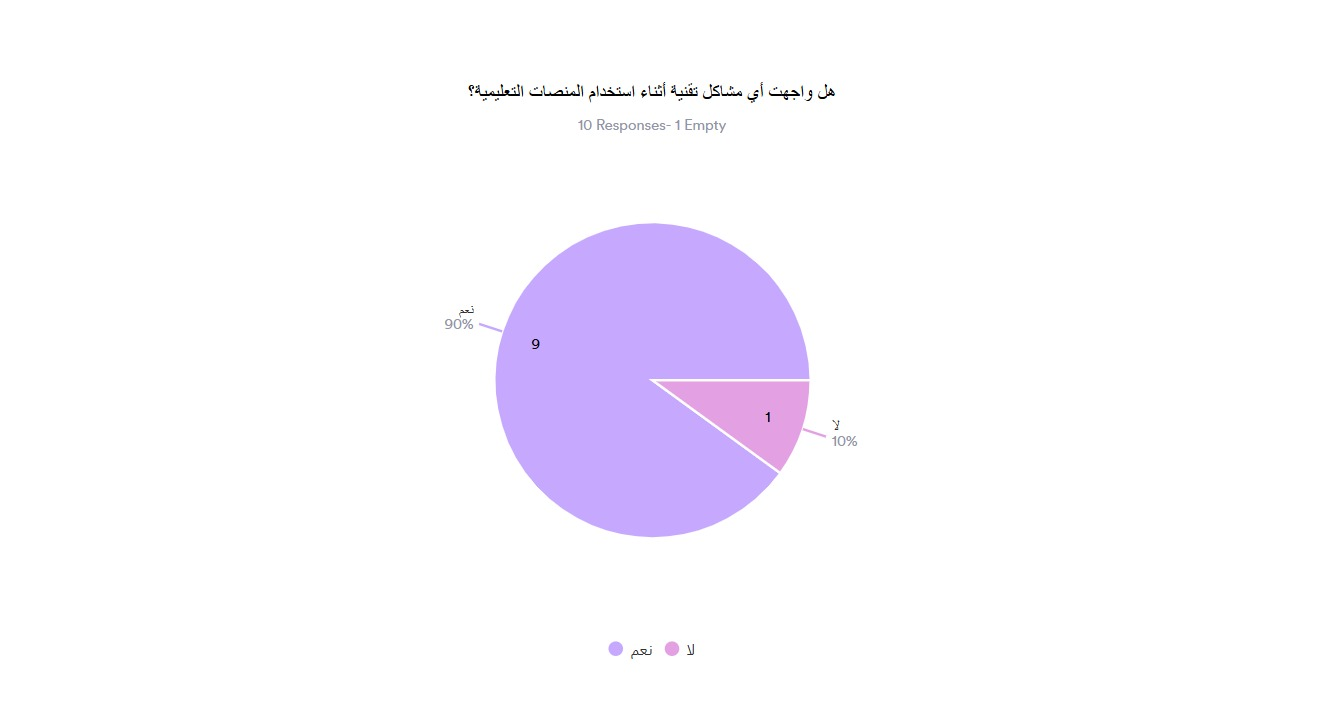 هل واجهت أي مشاكل تقنية أثناء استخدام المنصات التعليمية؟
10 Responses- 1 Empty
نعم
90%
9
1
لا
10%
نعم
لا